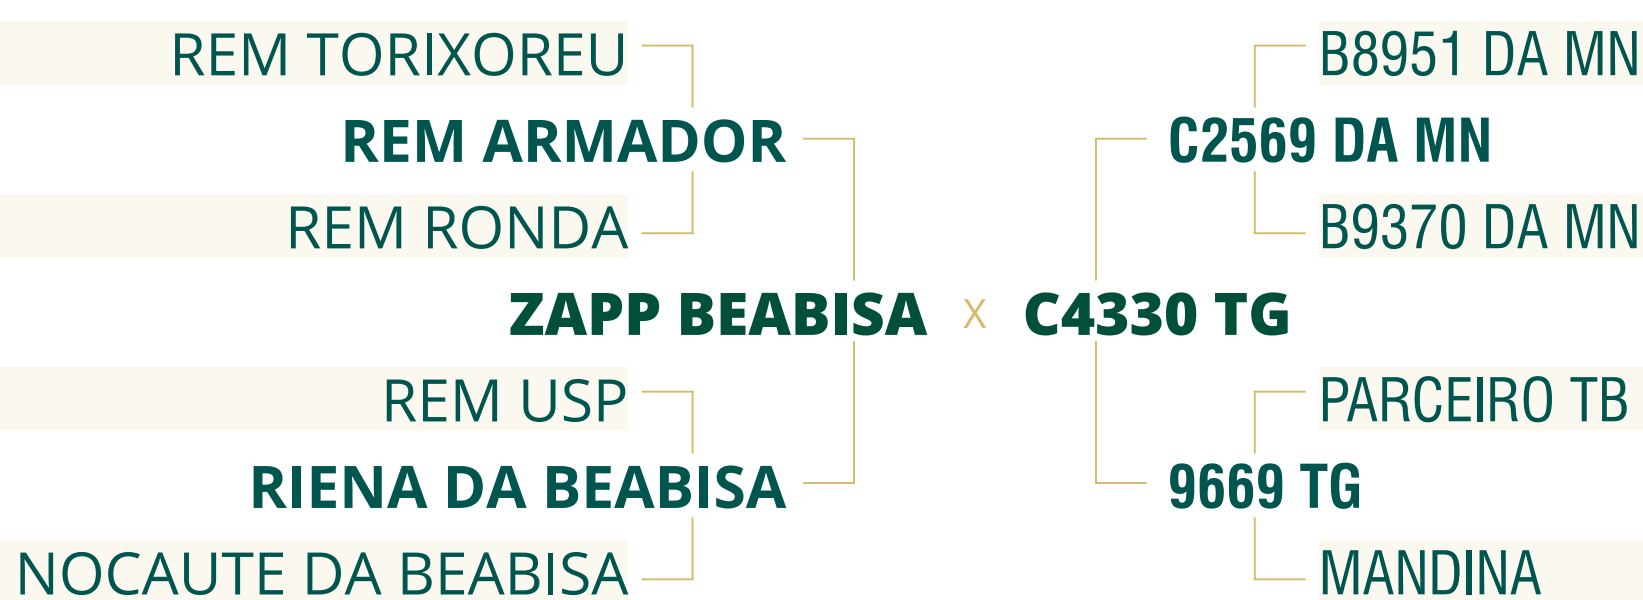 REM TORIXOREU B8951 DA MN
REM ARMADOR C2569 DA MN
REM RONDA B9370 DA MN
ZAPP BEABISA X C4330 TG
REM USP PARCEIRO TB
RIENA DA BEABISA 9669 TG
NOCAUTE DA BEABISA MANDINA